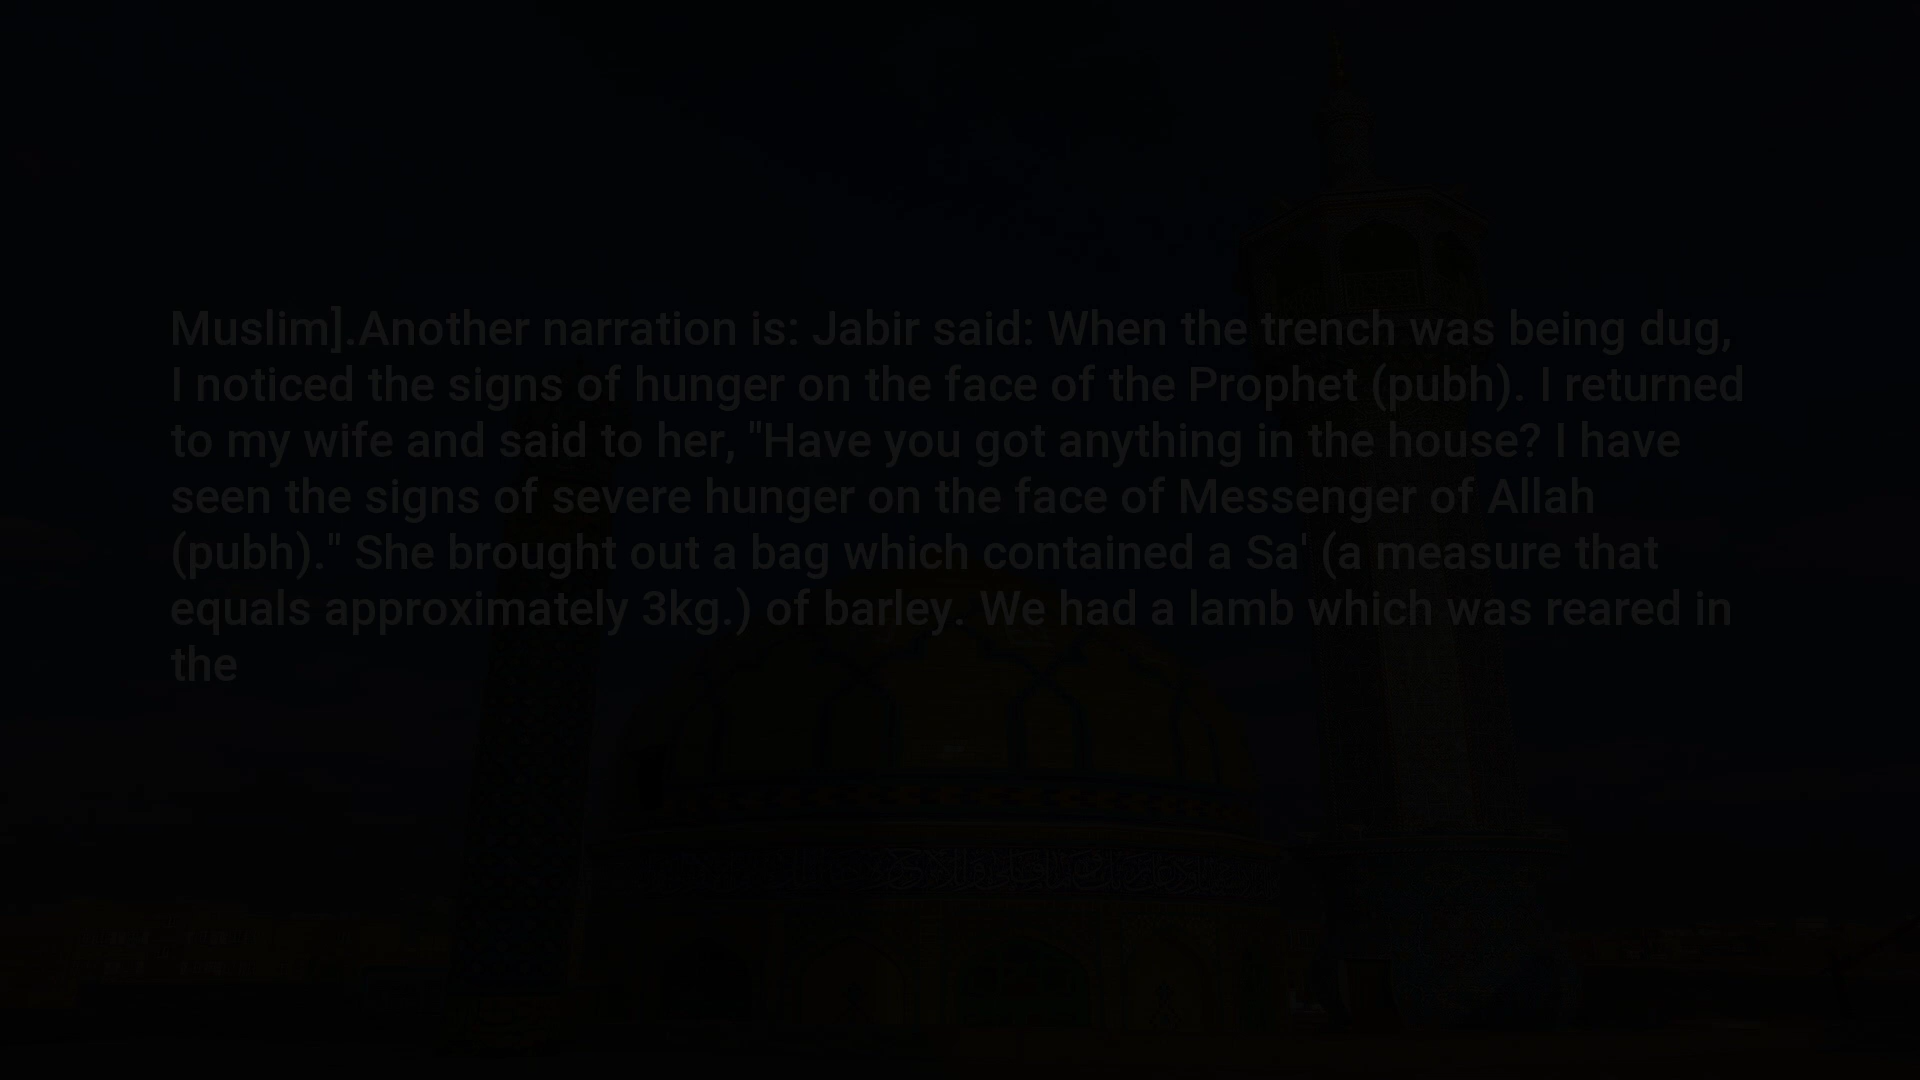 Muslim].Another narration is: Jabir said: When the trench was being dug,
I noticed the signs of hunger on the face of the Prophet (pubh). I returned
to my wife and said to her, "Have you got anything in the house? I have
seen the signs of severe hunger on the face of Messenger of Allah
(pubh)." She brought out a bag which contained a Sa' (a measure that
equals approximately 3kg.) of barley. We had a lamb which was reared in
the